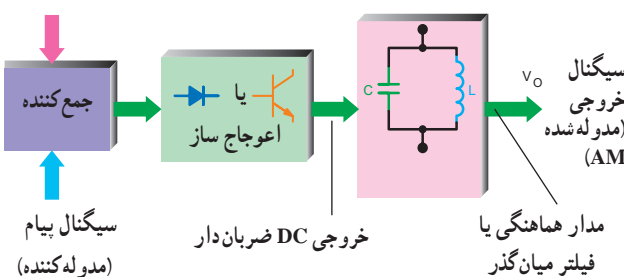 جمع‌کننده
یا
اعوجاج ساز
C
L
V_O
سیگنال
خروجی
(مدوله‌شده
AM)
سیگنال پیام
(مدوله‌کننده)
خروجی DC ضربان‌دار
مدار هماهنگی یا
فیلتر میان‌گذر